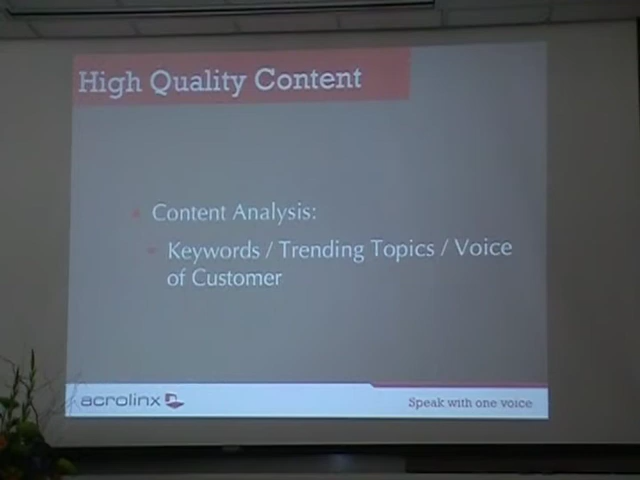 High Quality Content
Content Analysis:
Keywords / Trending Topics / Voice
of Customer
acrolinx
Speak with one voice